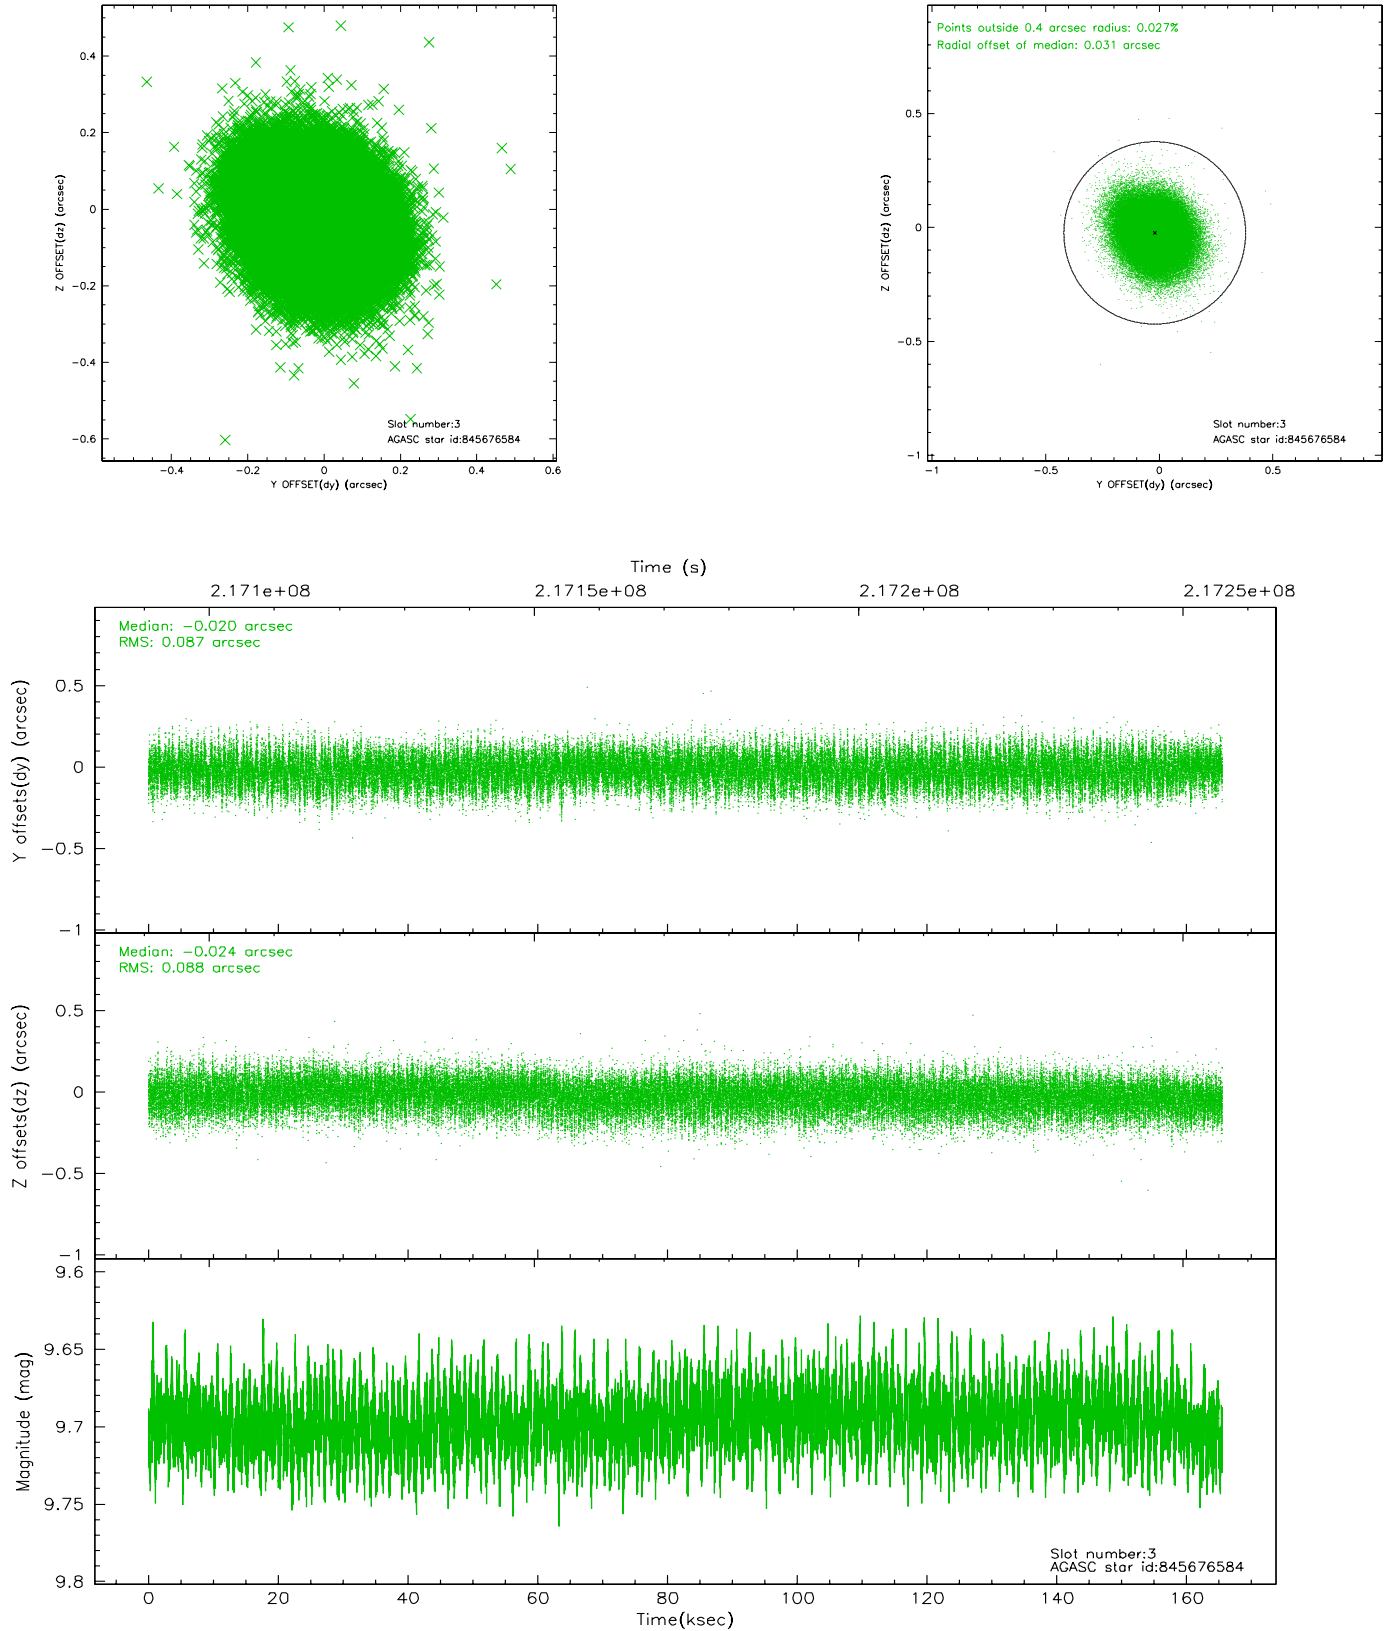 0.4
0.2
0
-0.2
-0.4
-0.6
Z OFFSET(dz) (arcsec)
Slot number:3
AGASC star id:845676584
-0.4 -0.2 0 0.2 0.4 0.6
Y OFFSET(dy) (arcsec)
Points outside 0.4 arcsec radius: 0.027%
Radial offset of median: 0.031 arcsec
0.5
0
-0.5
-1
Z OFFSET(dz) (arcsec)
Slot number:3
AGASC star id:845676584
-1 -0.5 0 0.5
Y OFFSET(dy) (arcsec)
Time (s)
2.171e+08 2.1715e+08 2.172e+08 2.1725e+08
Median: -0.020 arcsec
RMS: 0.087 arcsec
0.5
0
-0.5
-1
Y offsets(dy) (arcsec)
Median: -0.024 arcsec
RMS: 0.088 arcsec
0.5
0
-0.5
-1
Z offsets(dz) (arcsec)
9.6
9.65
9.7
9.75
9.8
Magnitude (mag)
Slot number:3
AGASC star id:845676584
0 20 40 60 80 100 120 140 160
Time(ksec)